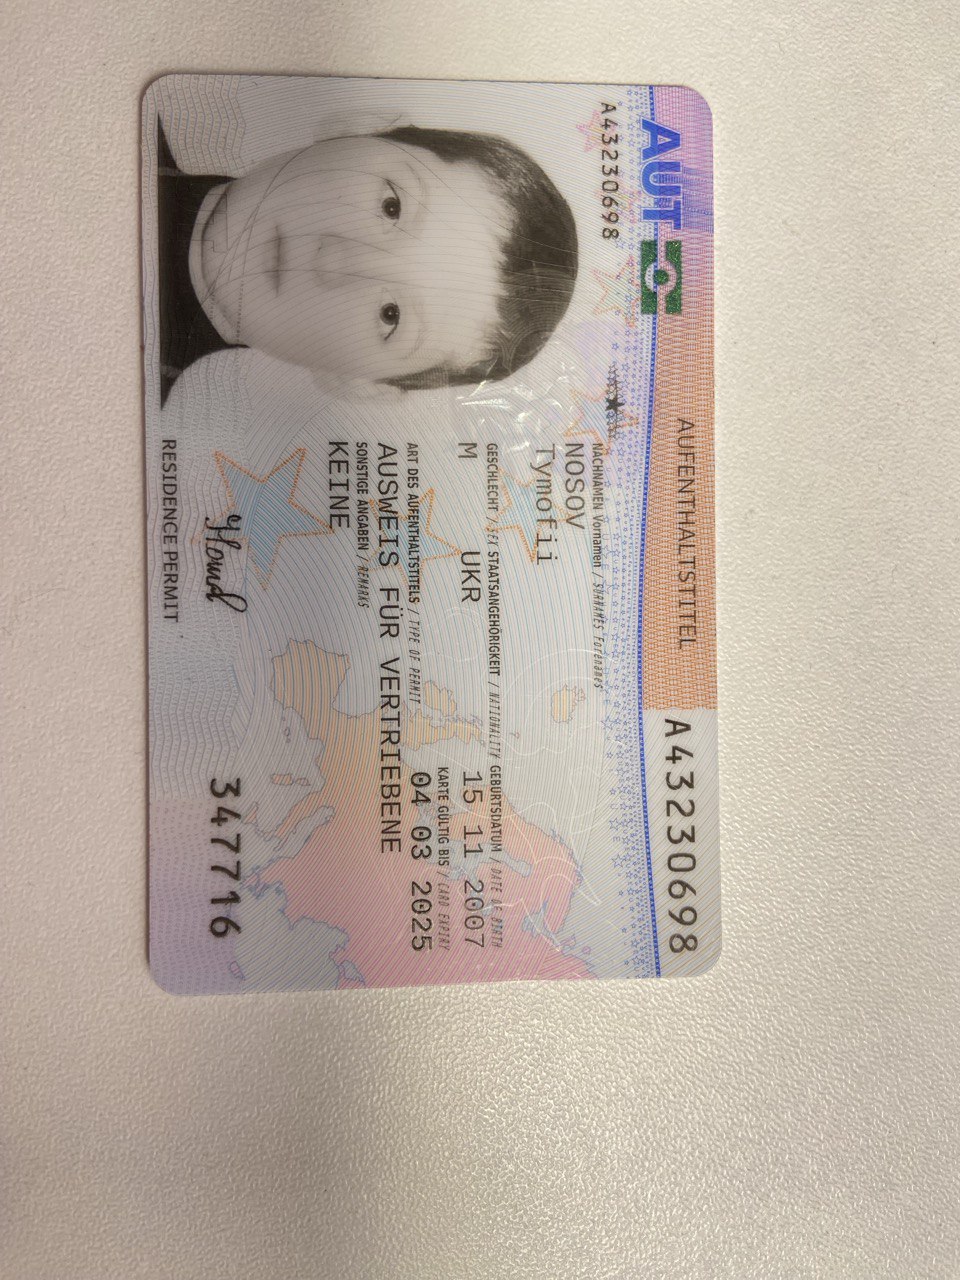 AUT
AUFENTHALTSTITEL
A43230698
A43230698
NACHNAMEN Vornamen / SURNAMES Forenames
NOSOV
Tymofii
GESCHLECHT / SEX STAATSANGEHÖRIGKEIT / NATIONALITY GEBURTSDATUM / DATE OF BIRTH
M UKR 15 11 2007
ART DES AUFENTHALTSTITELS / TYPE OF PERMIT
KARTE GÜLTIG BIS / CARD EXPIRY
04 03 2025
AUSWEIS FÜR VERTRIEBENE
SONSTIGE ANGABEN / REMARKS
KEINE
347716
RESIDENCE PERMIT